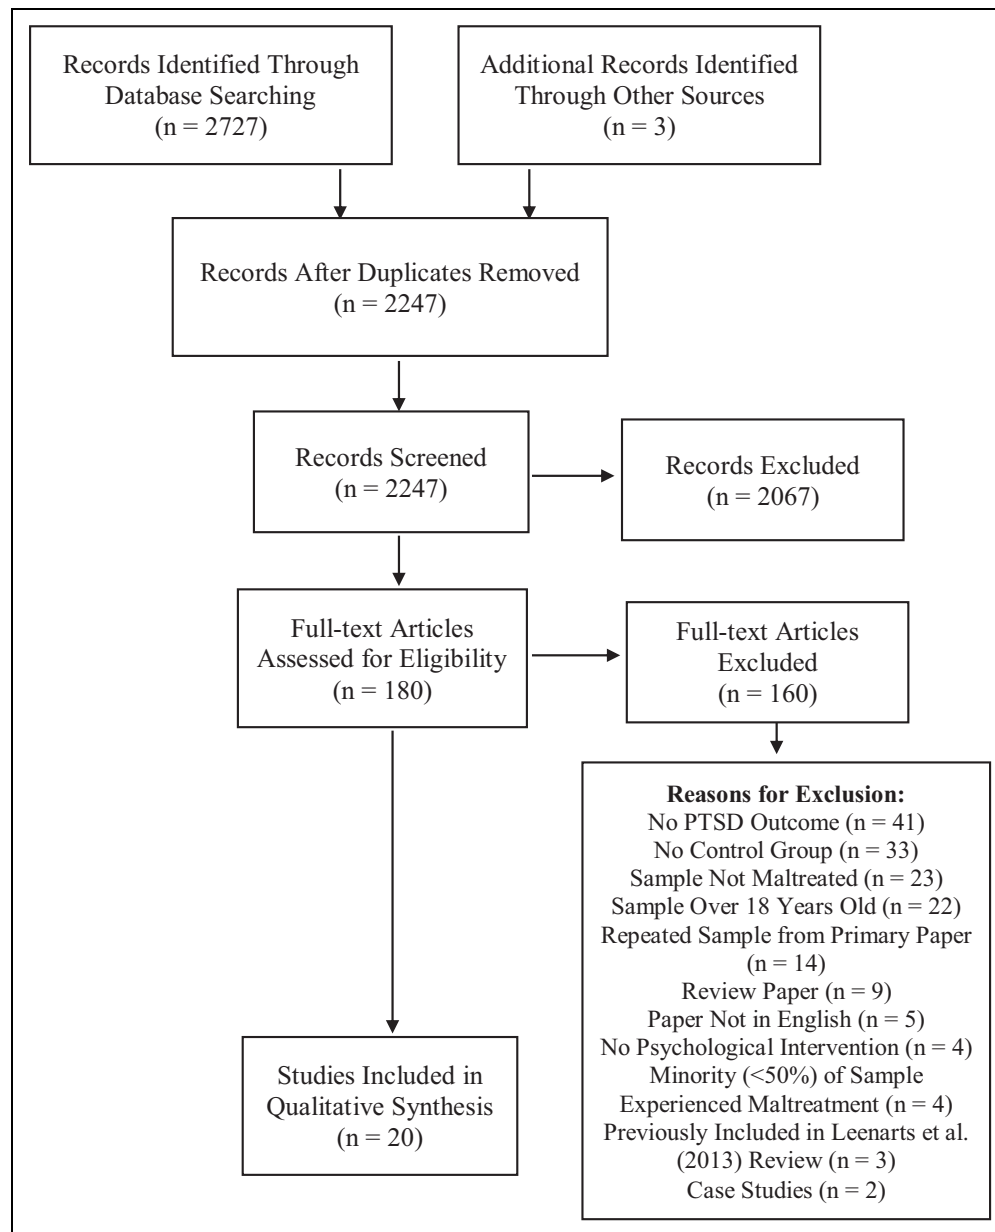 Records Identified Through
Database Searching
(n = 2727)
Additional Records Identified
Through Other Sources
(n = 3)
Records After Duplicates Removed
(n = 2247)
Records Screened
(n = 2247)
Records Excluded
(n = 2067)
Full-text Articles
Assessed for Eligibility
(n = 180)
Full-text Articles
Excluded
(n = 160)
Reasons for Exclusion:
No PTSD Outcome (n = 41)
No Control Group (n = 33)
Sample Not Maltreated (n = 23)
Sample Over 18 Years Old (n = 22)
Repeated Sample from Primary Paper
(n = 14)
Review Paper (n = 9)
Paper Not in English (n = 5)
No Psychological Intervention (n = 4)
Minority (<50%) of Sample
Experienced Maltreatment (n = 4)
Previously Included in Leenarts et al.
(2013) Review (n = 3)
Case Studies (n = 2)
Studies Included in
Qualitative Synthesis
(n = 20)